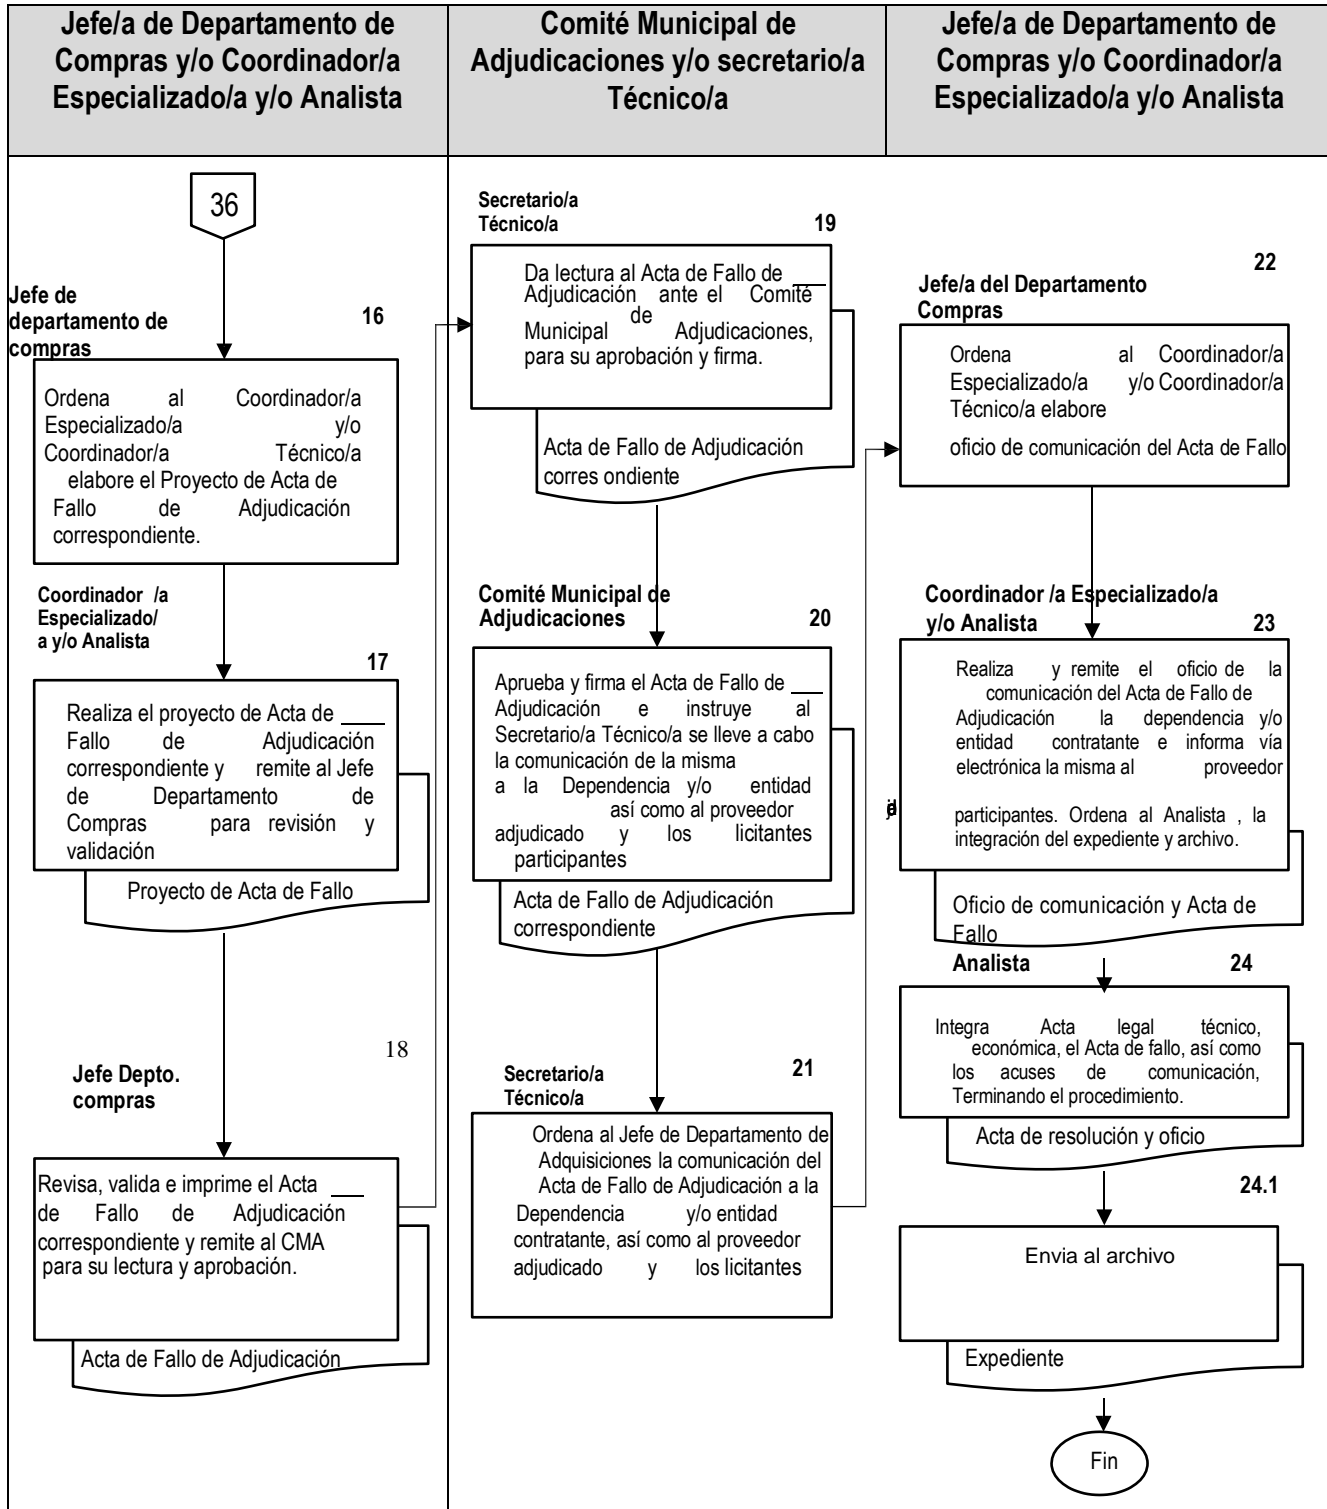 Jefe/a de Departamento de
Compras y/o Coordinador/a
Especializado/a y/o Analista
Comité Municipal de
Adjudicaciones y/o secretario/a
Técnico/a
Jefe/a de Departamento de
Compras y/o Coordinador/a
Especializado/a y/o Analista
36
Jefe de
departamento de
compras
16
Ordena al Coordinador/a
Especializado/a y/o
Coordinador/a Técnico/a
elabore el Proyecto de Acta de
Fallo de Adjudicación
correspondiente.
Coordinador /a
Especializado/
a y/o Analista
17
Realiza el proyecto de Acta de
Fallo de Adjudicación
correspondiente y remite al Jefe
de Departamento de
Compras para revisión y
validación
Proyecto de Acta de Fallo
18
Jefe Depto.
compras
Revisa, valida e imprime el Acta
de Fallo de Adjudicación
correspondiente y remite al CMA
para su lectura y aprobación.
Acta de Fallo de Adjudicación
Secretario/a
Técnico/a
19
Da lectura al Acta de Fallo de
Adjudicación ante el Comité
de
Municipal Adjudicaciones,
para su aprobación y firma.
Acta de Fallo de Adjudicación
corres ondiente
Comité Municipal de
Adjudicaciones
20
Aprueba y firma el Acta de Fallo de
Adjudicación e instruye al
Secretario/a Técnico/a se lleve a cabo
la comunicación de la misma
a la Dependencia y/o entidad
así como al proveedor
adjudicado y los licitantes
participantes
Acta de Fallo de Adjudicación
correspondiente
Secretario/a
Técnico/a
21
Ordena al Jefe de Departamento de
Adquisiciones la comunicación del
Acta de Fallo de Adjudicación a la
Dependencia y/o entidad
contratante, así como al proveedor
adjudicado y los licitantes
22
Jefe/a del Departamento
Compras
Ordena al Coordinador/a
Especializado/a y/o Coordinador/a
Técnico/a elabore
oficio de comunicación del Acta de Fallo
Coordinador /a Especializado/a
y/o Analista
23
Realiza y remite el oficio de la
comunicación del Acta de Fallo de
Adjudicación la dependencia y/o
entidad contratante e informa vía
electrónica la misma al proveedor
participantes. Ordena al Analista , la
integración del expediente y archivo.
Oficio de comunicación y Acta de
Fallo
Analista
24
Integra Acta legal técnico,
económica, el Acta de fallo, así como
los acuses de comunicación,
Terminando el procedimiento.
Acta de resolución y oficio
24.1
Envia al archivo
Expediente
Fin